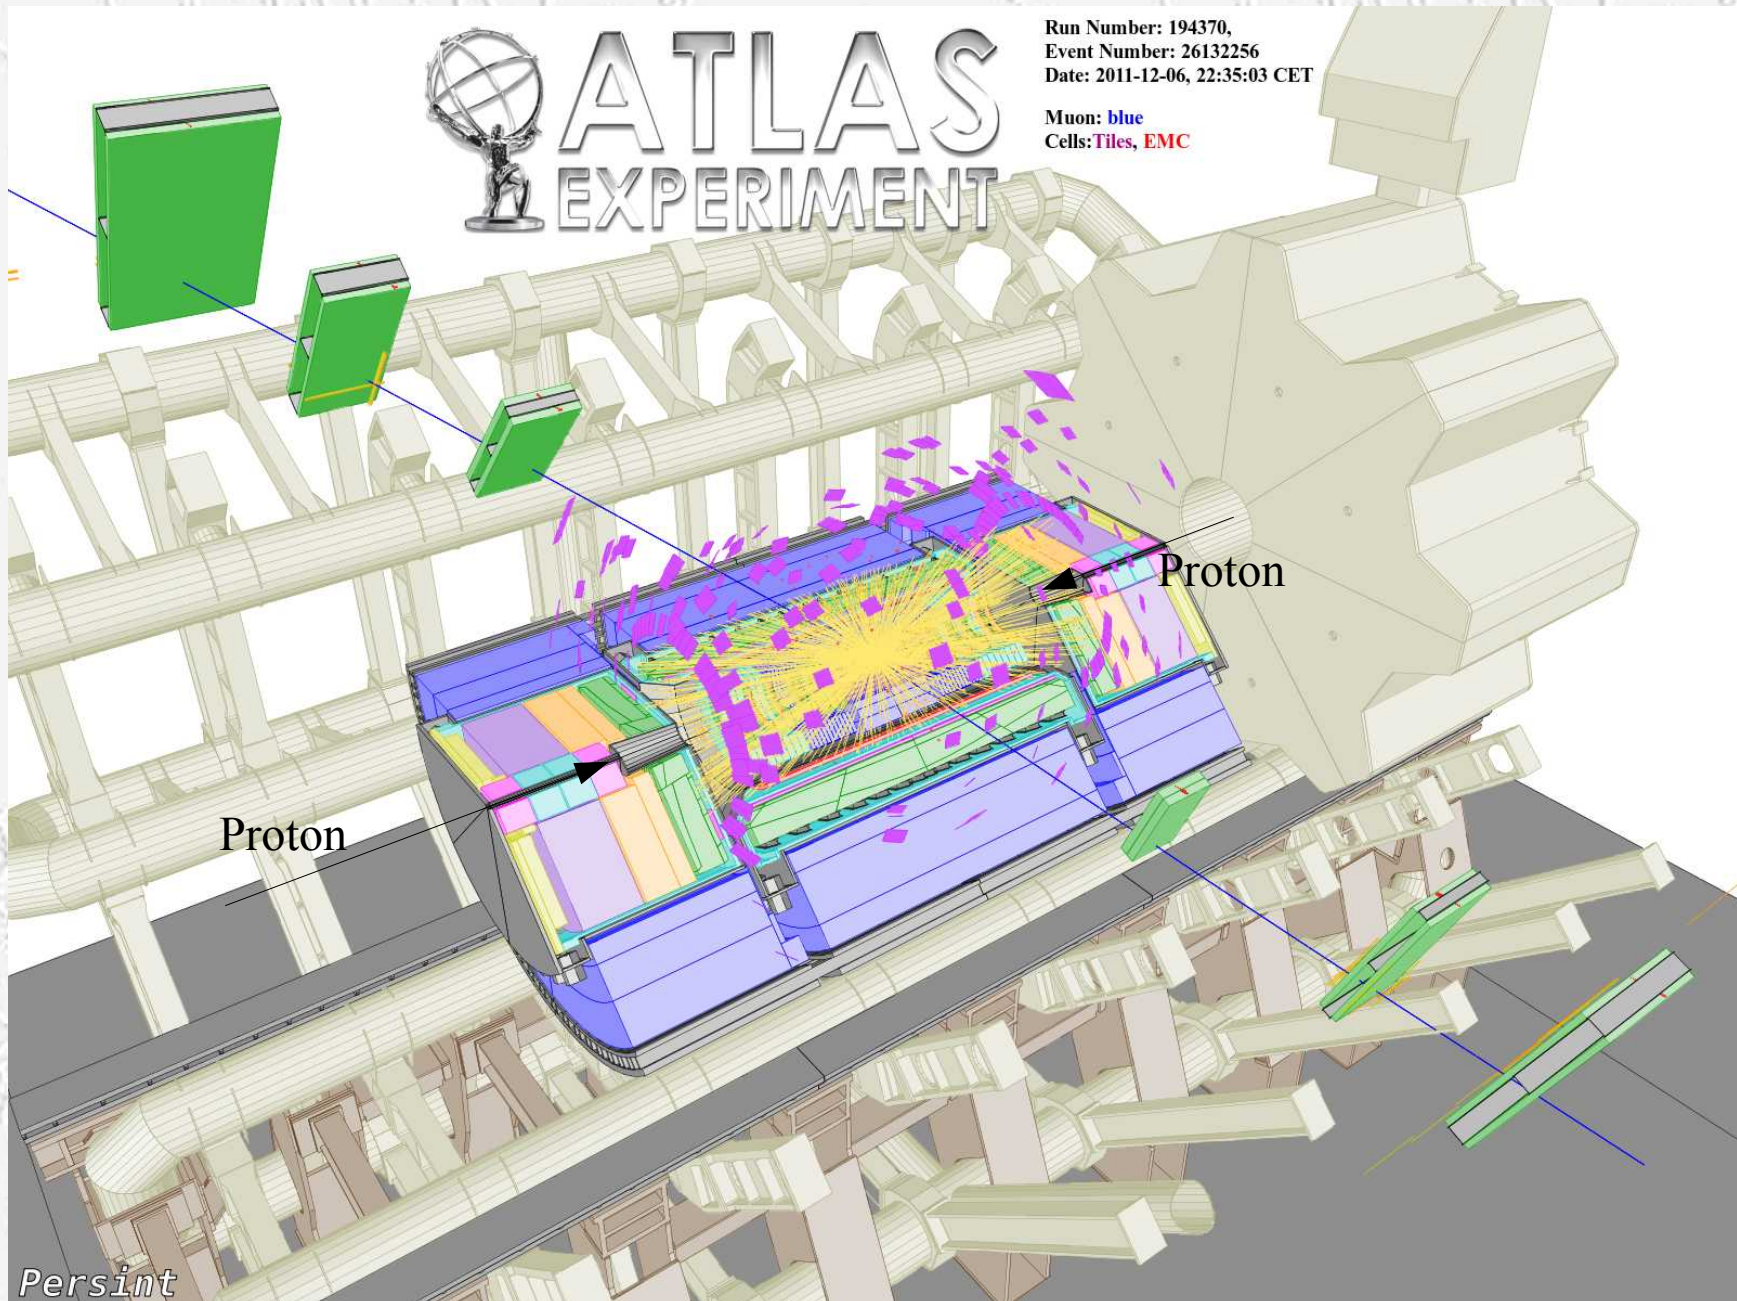 ATLAS
EXPERIMENT
Run Number: 194370,
Event Number: 26132256
Date: 2011-12-06, 22:35:03 CET
Muon: blue
Cells:Tiles, EMC
Proton
Proton
Persint